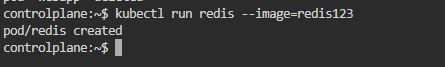 controlplane:~$ kubectl run redis --image=redis123
pod/redis created
controlplane:~$